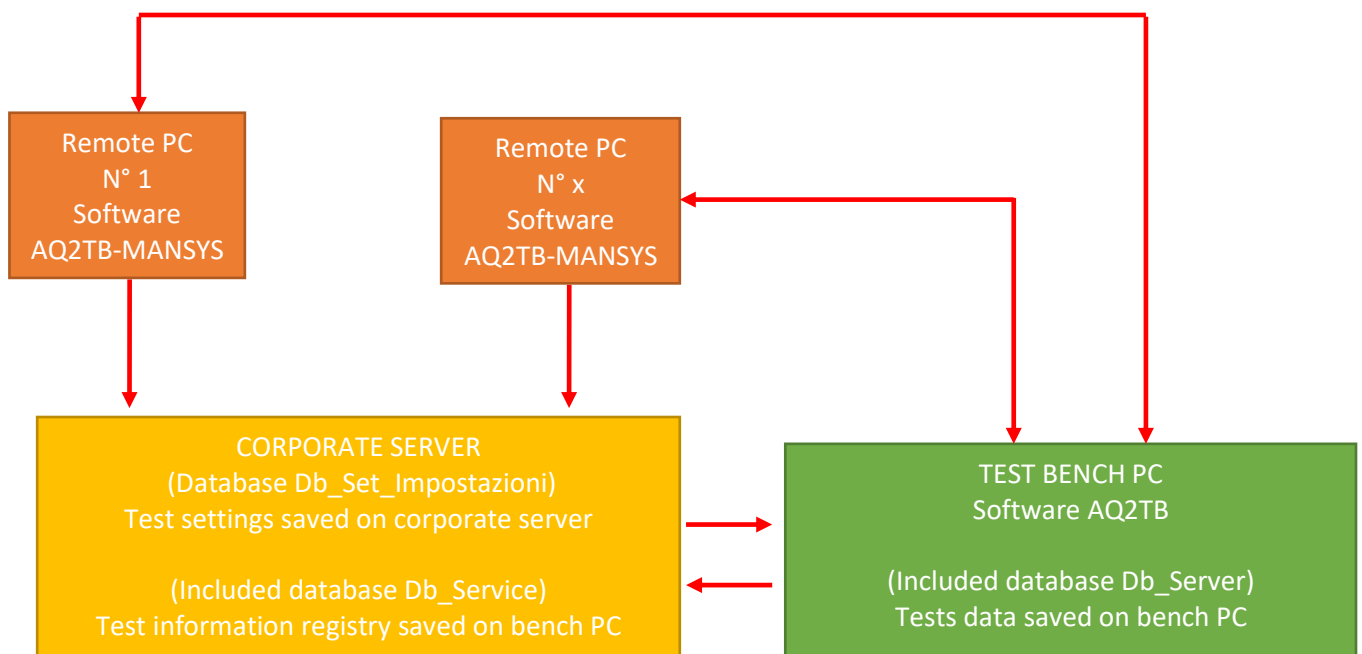 Remote PC
N° 1
Software
AQ2TB-MANSYS
Remote PC
N° x
Software
AQ2TB-MANSYS
CORPORATE SERVER
(Database Db_Set_Impostazioni)
Test settings saved on corporate server
(Included database Db_Service)
Test information registry saved on bench PC
TEST BENCH PC
Software AQ2TB
(Included database Db_Server)
Tests data saved on bench PC